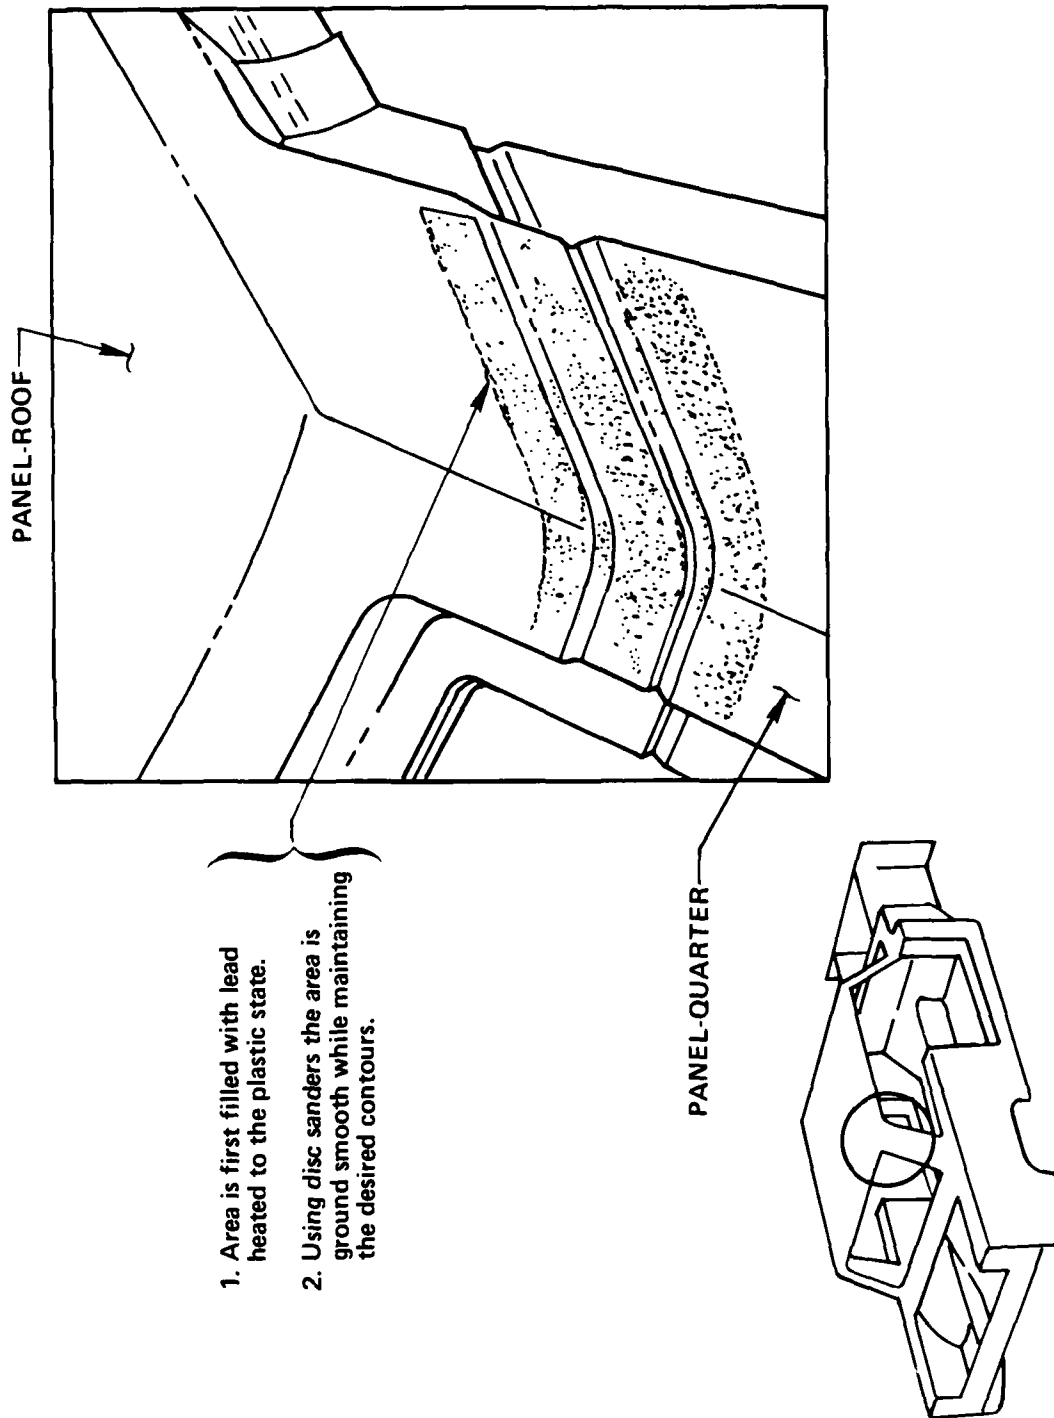 PANEL-ROOF
1. Area is first filled with lead
heated to the plastic state.
2. Using disc sanders the area is
ground smooth while maintaining
the desired contours.
PANEL-QUARTER